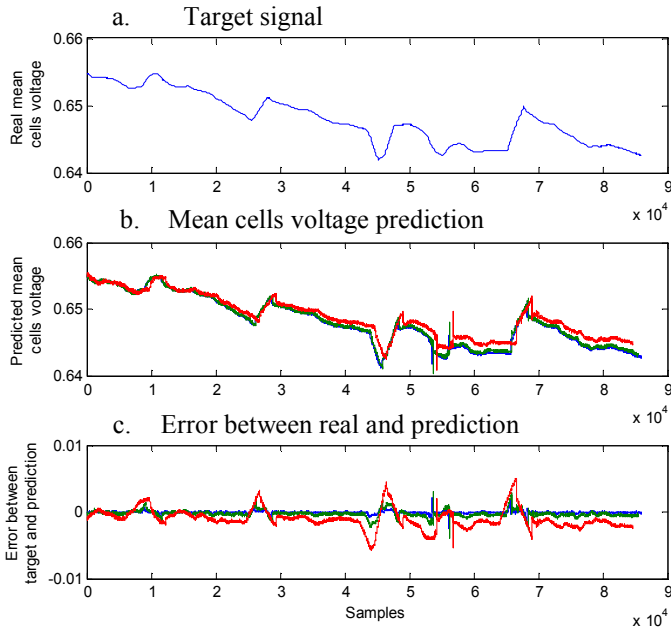 a. Target signal
0.66
0.65
0.64
Real mean
cells voltage
0 1 2 3 4 5 6 7 8 9
x 10^4
b. Mean cells voltage prediction
0.66
0.65
0.64
Predicted mean
cells voltage
0 1 2 3 4 5 6 7 8 9
x 10^4
c. Error between real and prediction
0.01
0
-0.01
Error between
target and prediction
0 1 2 3 4 5 6 7 8 9
Samples
x 10^4